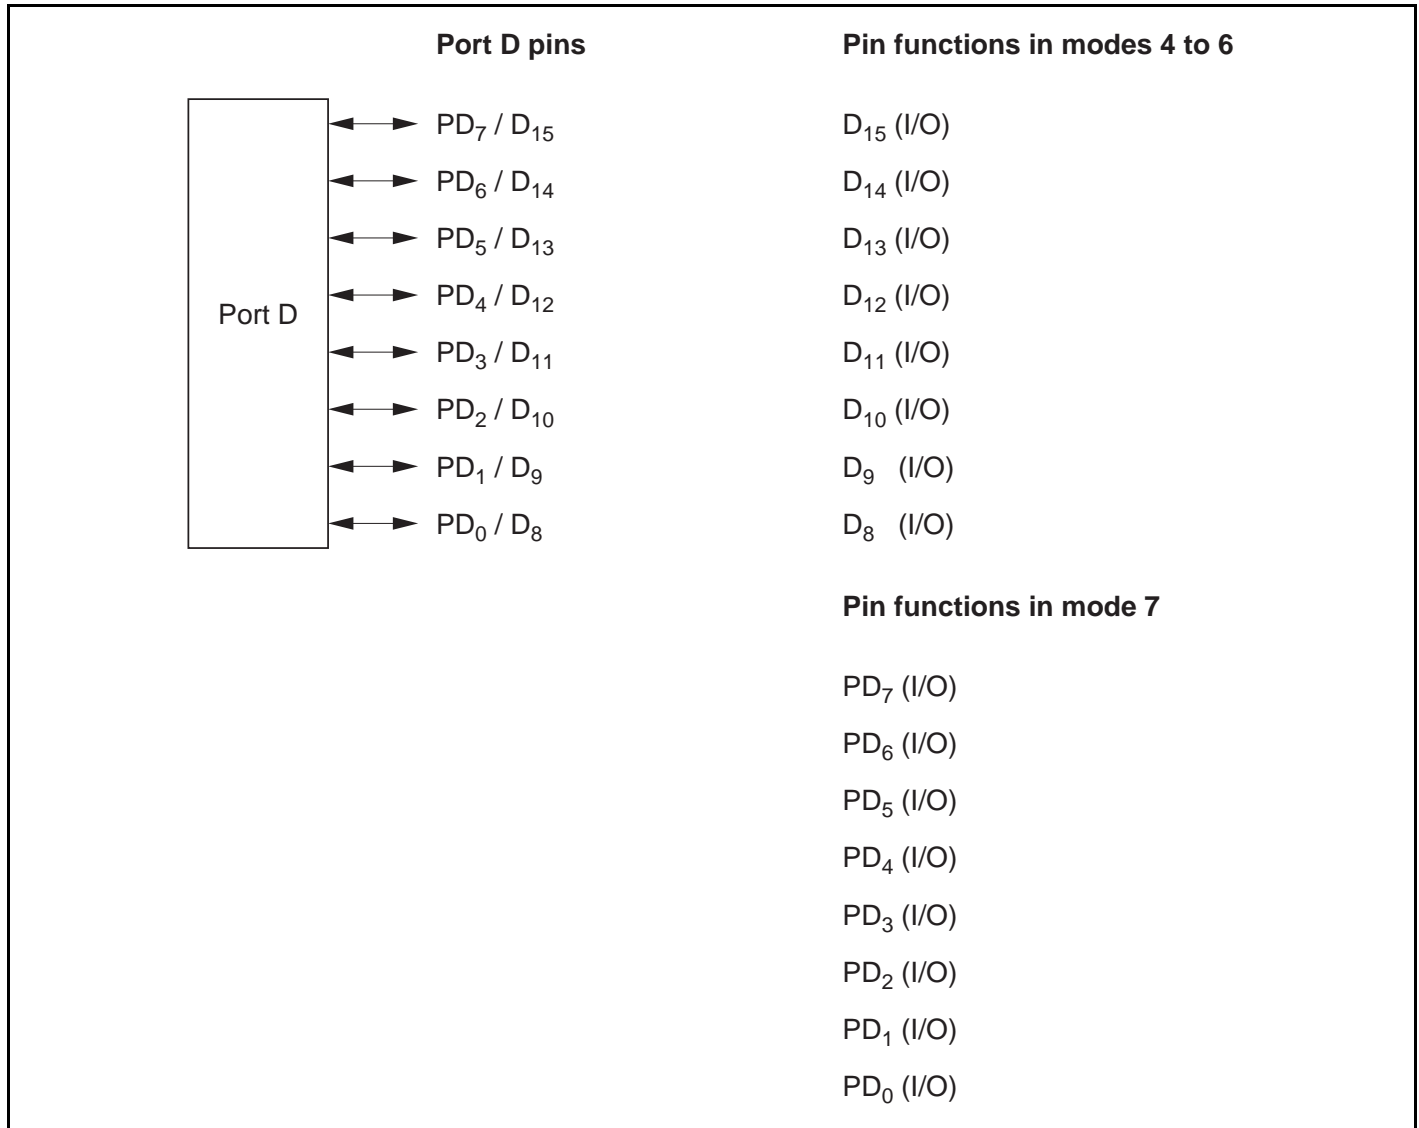 Port D pins
Pin functions in modes 4 to 6
Port D
PD7 / D15
D15 (I/O)
PD6 / D14
D14 (I/O)
PD5 / D13
D13 (I/O)
PD4 / D12
D12 (I/O)
PD3 / D11
D11 (I/O)
PD2 / D10
D10 (I/O)
PD1 / D9
D9 (I/O)
PD0 / D8
D8 (I/O)
Pin functions in mode 7
PD7 (I/O)
PD6 (I/O)
PD5 (I/O)
PD4 (I/O)
PD3 (I/O)
PD2 (I/O)
PD1 (I/O)
PD0 (I/O)